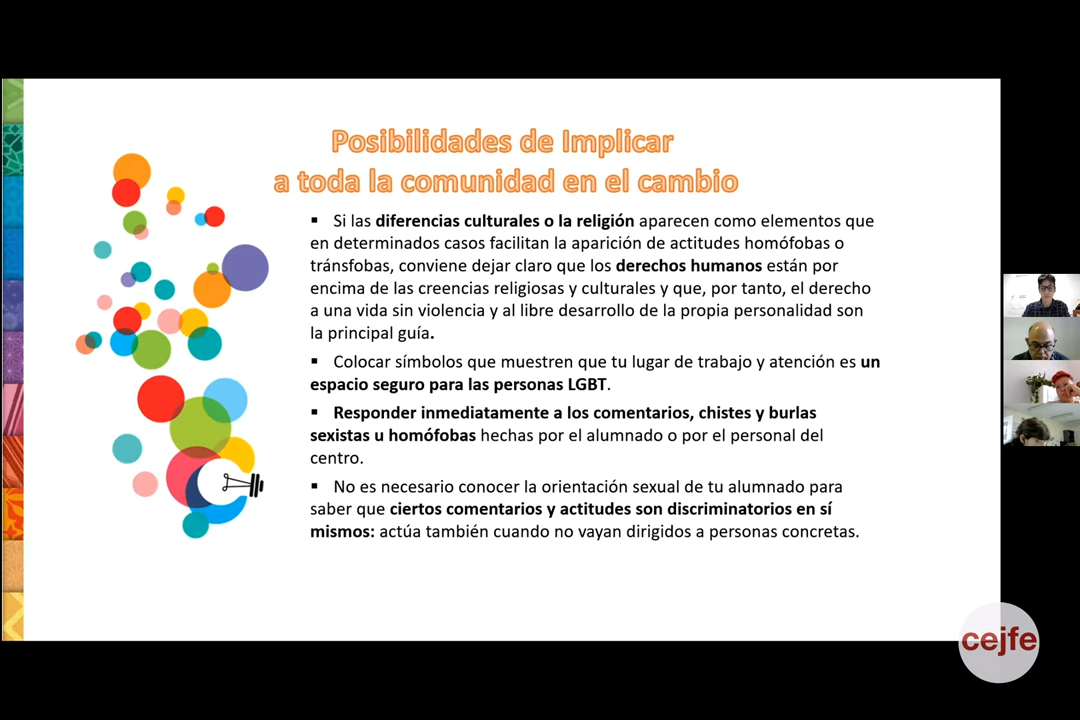 Posibilidades de Implicar
a toda la comunidad en el cambio
▪ Si las diferencias culturales o la religión aparecen como elementos que
en determinados casos facilitan la aparición de actitudes homófobas o
tránsfobas, conviene dejar claro que los derechos humanos están por
encima de las creencias religiosas y culturales y que, por tanto, el derecho
a una vida sin violencia y al libre desarrollo de la propia personalidad son
la principal guía.
▪ Colocar símbolos que muestren que tu lugar de trabajo y atención es un
espacio seguro para las personas LGBT.
▪ Responder inmediatamente a los comentarios, chistes y burlas
sexistas u homófobas hechas por el alumnado o por el personal del
centro.
▪ No es necesario conocer la orientación sexual de tu alumnado para
saber que ciertos comentarios y actitudes son discriminatorios en sí
mismos: actúa también cuando no vayan dirigidos a personas concretas.
cejfe